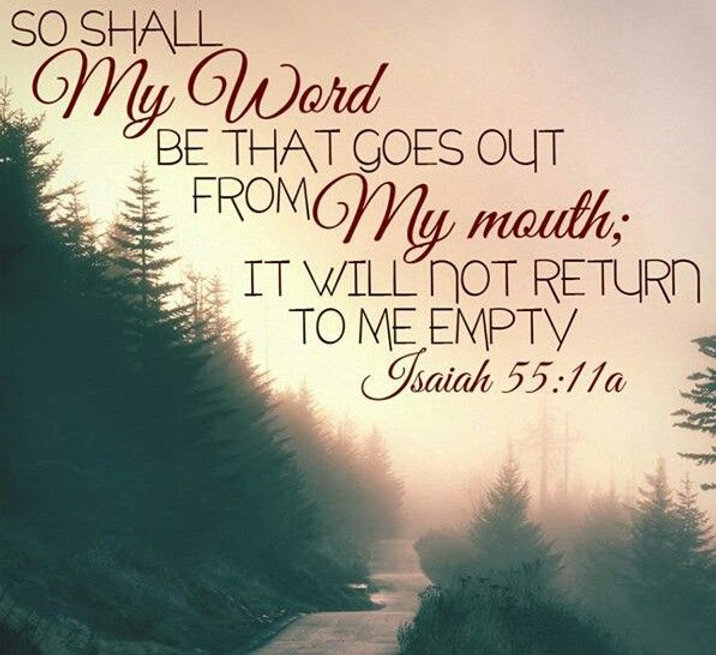 SO SHALL
My Word
BE THAT GOES OUT
FROM My mouth;
IT WILL NOT RETURN
TO ME EMPTY
Isaiah 55:11a